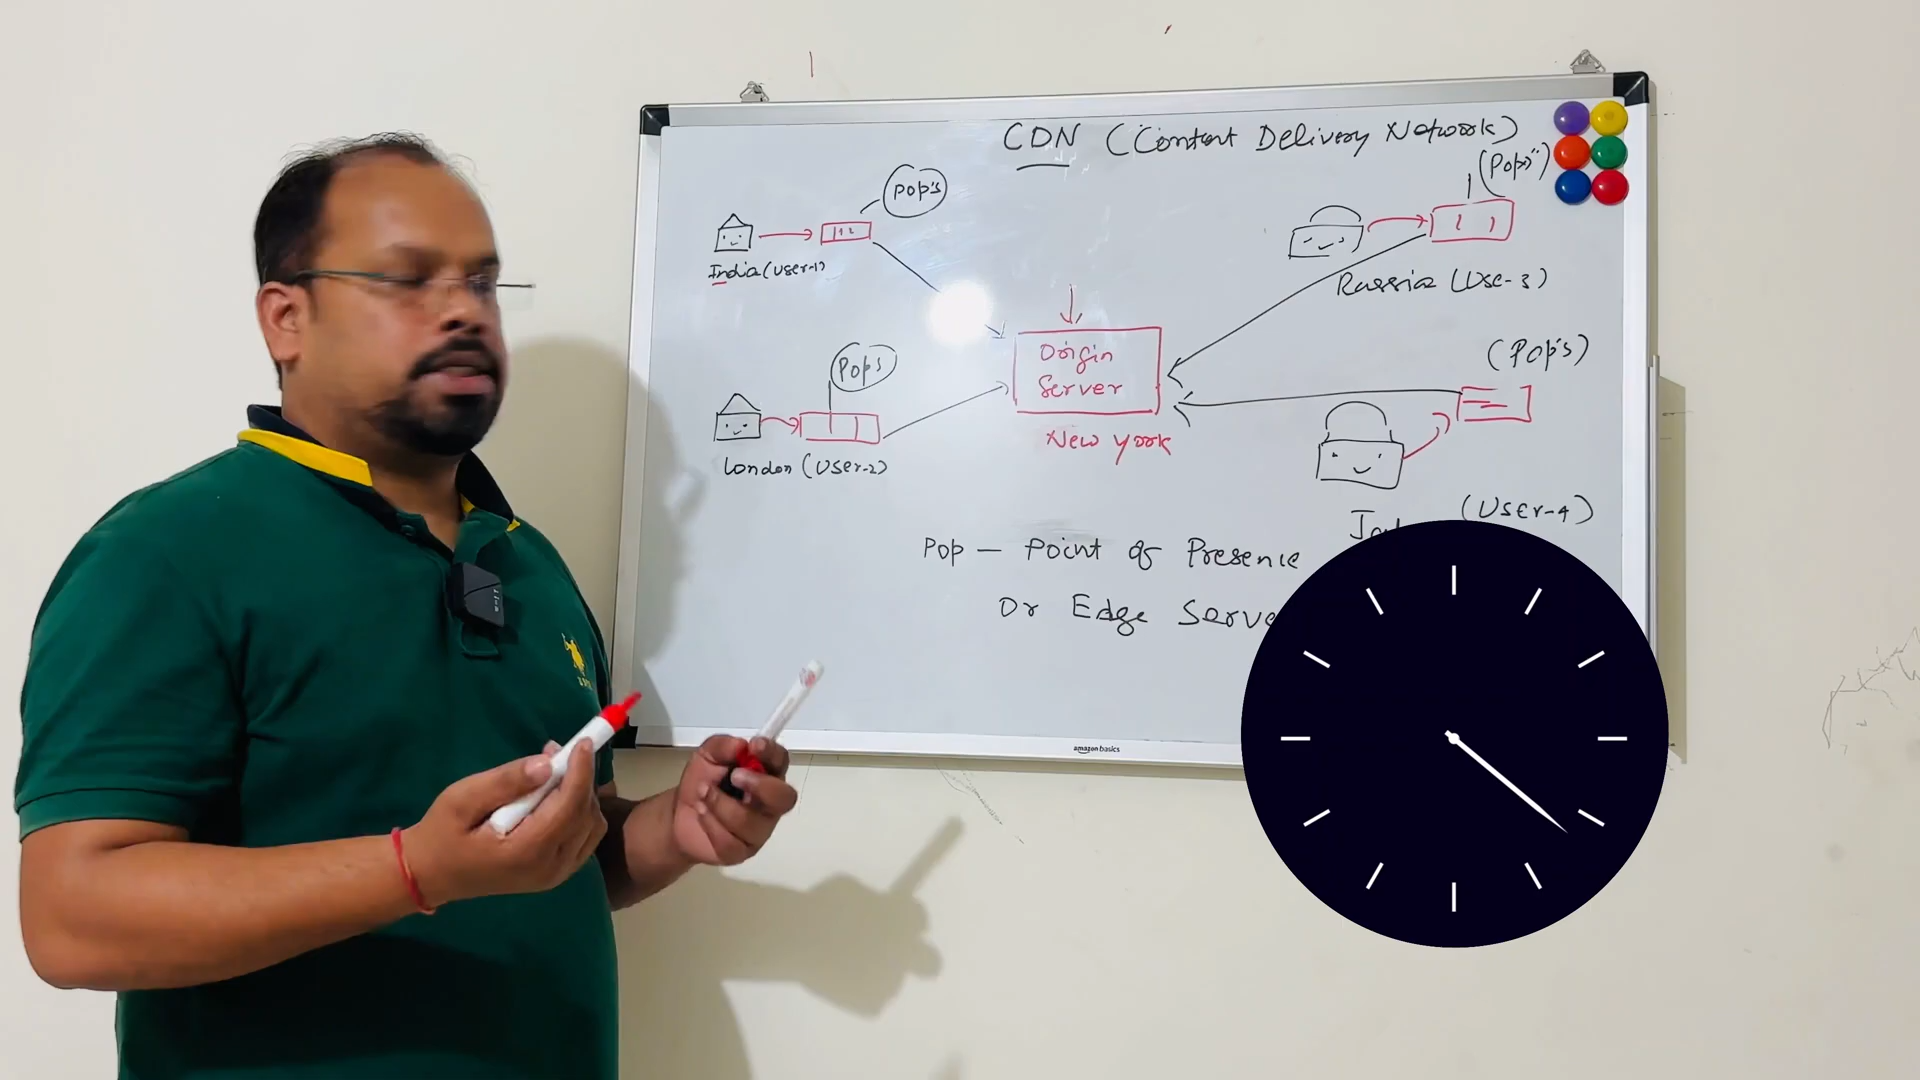 CDN (Content Delivery Network)
POP's
India (User-1)
(Pops")
Russia (Use-3)
Origin
Server
New York
Pop's
London (User-2)
(Pop's)
(User-4)
Pop — Point of Presence
Or Edge
amazon basics